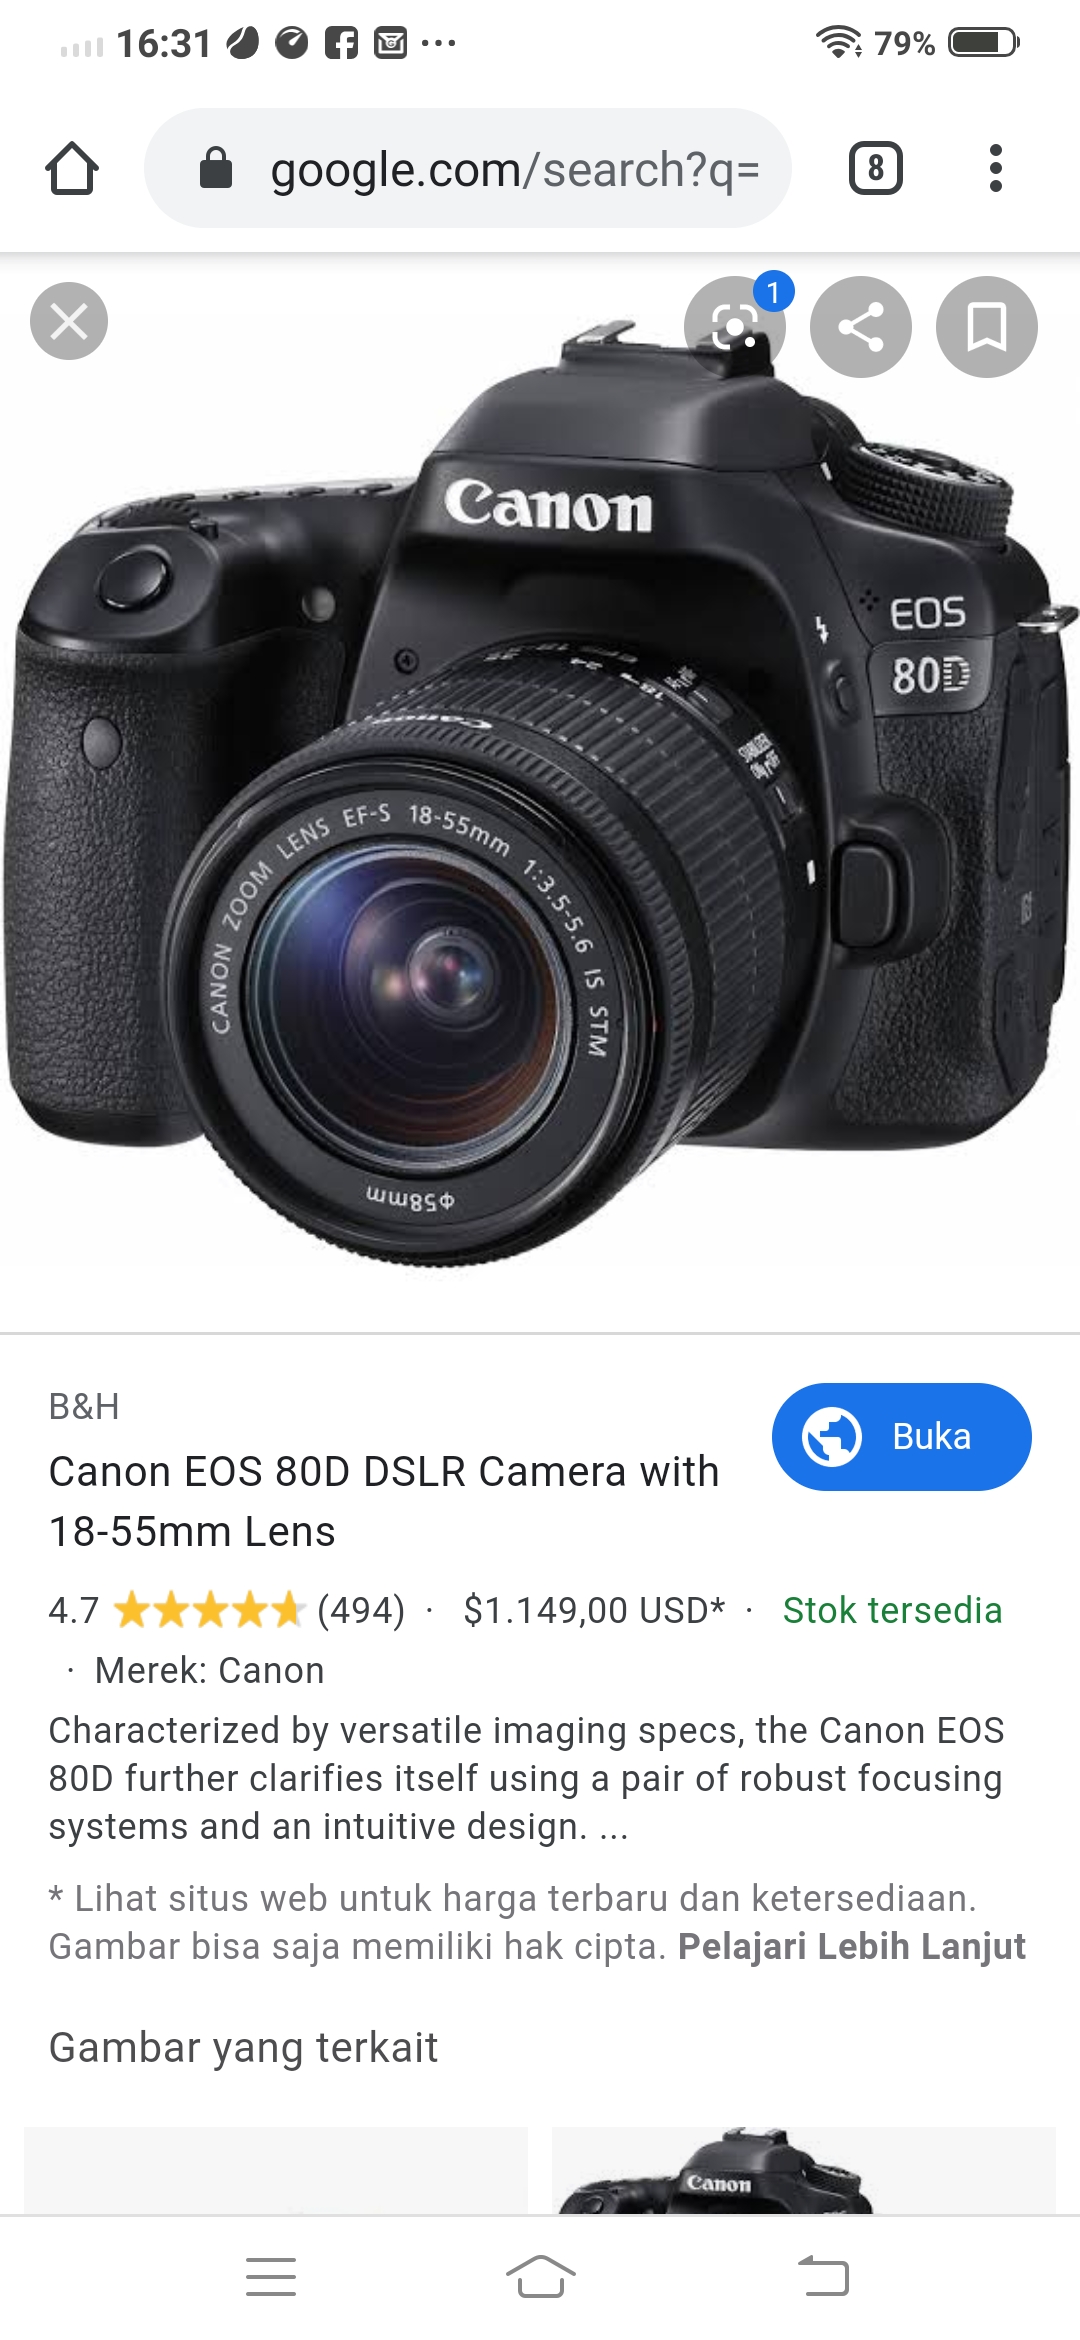 16:31
79%
google.com/search?q=
8
1
Canon
EOS
80D
Canon
CANON ZOOM LENS EF-S 18-55mm 1:3.5-5.6 IS STM
Φ58mm
B&H
Buka
Canon EOS 80D DSLR Camera with
18-55mm Lens
4.7 (494) · $1.149,00 USD* · Stok tersedia
· Merek: Canon
Characterized by versatile imaging specs, the Canon EOS
80D further clarifies itself using a pair of robust focusing
systems and an intuitive design. ...
* Lihat situs web untuk harga terbaru dan ketersediaan.
Gambar bisa saja memiliki hak cipta. Pelajari Lebih Lanjut
Gambar yang terkait
Canon